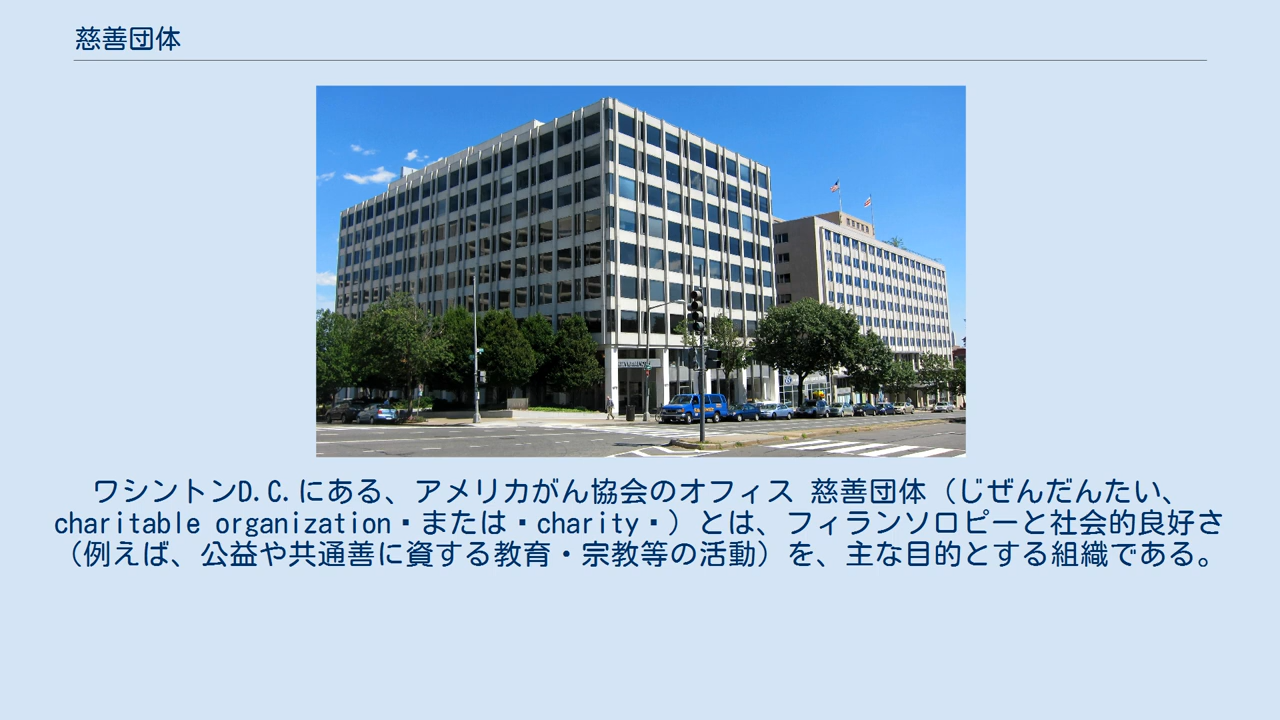 慈善団体
ワシントンD.C.にある、アメリカがん協会のオフィス 慈善団体（じぜんだんたい、
charitable organization▪または▪charity▪）とは、フィランソロピーと社会的良好さ
（例えば、公益や共通善に資する教育・宗教等の活動）を、主な目的とする組織である。